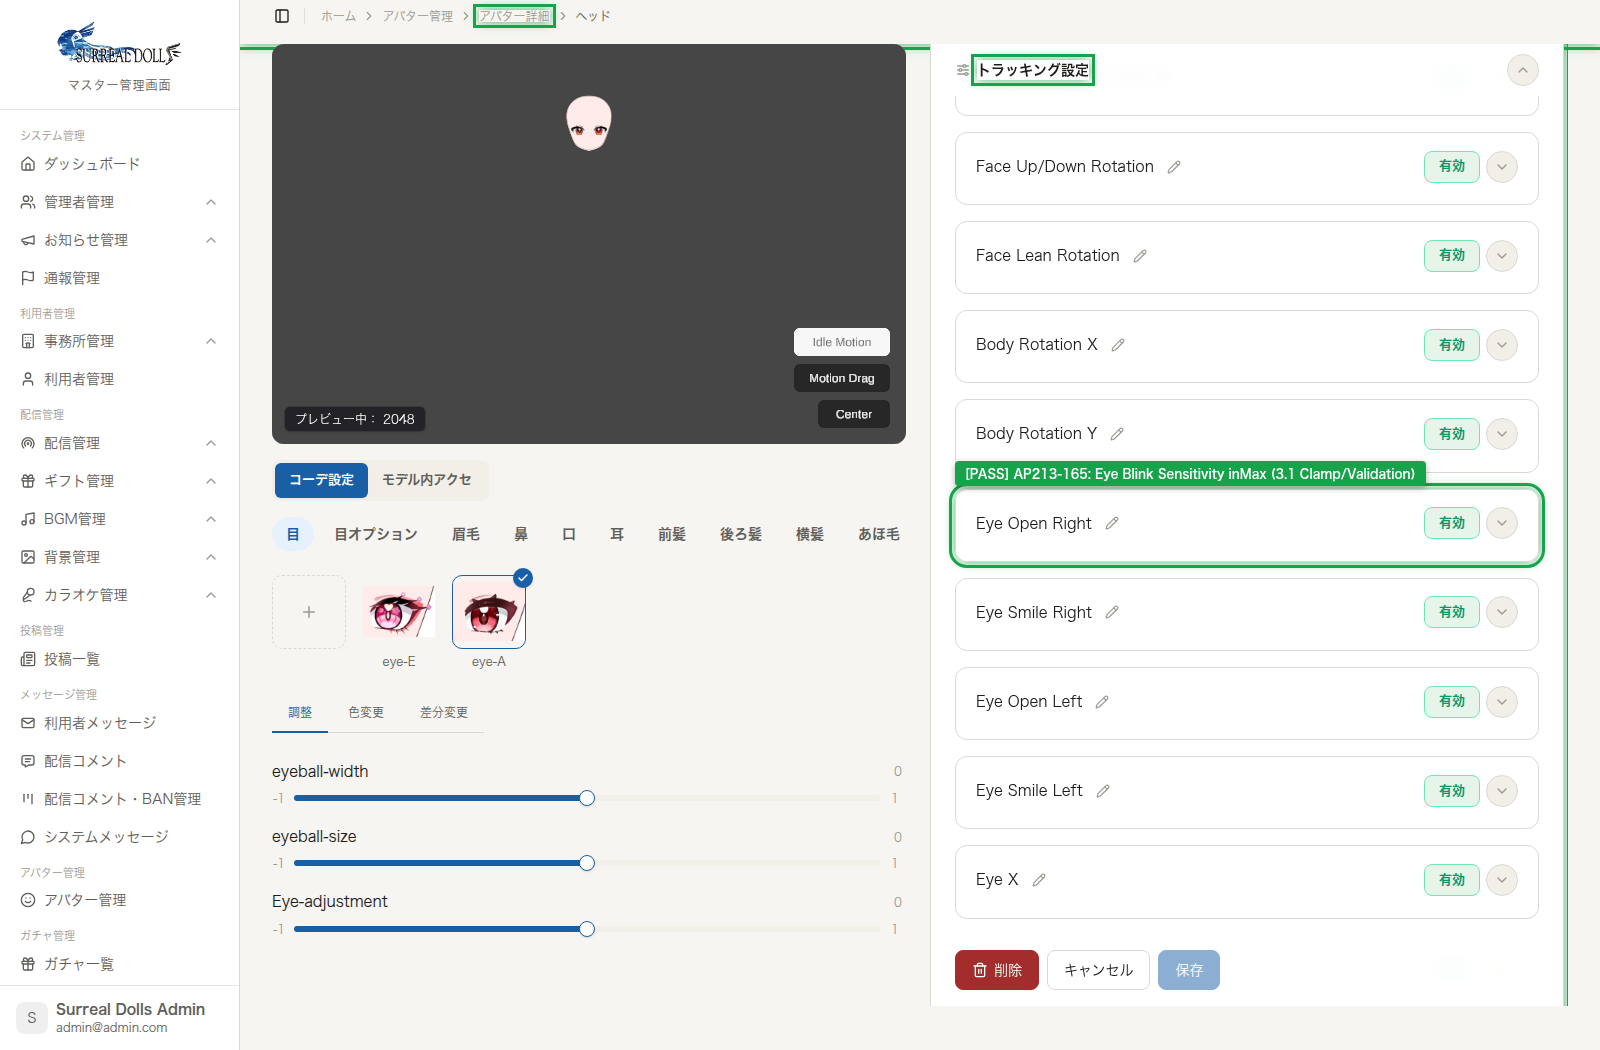 SURREAL DOLL
マスター管理画面
システム管理
ダッシュボード
管理者管理
お知らせ管理
通報管理
利用者管理
事務所管理
利用者管理
配信管理
配信管理
ギフト管理
BGM管理
背景管理
カラオケ管理
投稿管理
投稿一覧
メッセージ管理
利用者メッセージ
配信コメント
配信コメント・BAN管理
システムメッセージ
アバター管理
アバター管理
ガチャ管理
ガチャ一覧
S
Surreal Dolls Admin
admin@admin.com
ホーム > アバター管理 > アバター詳細 > ヘッド
Idle Motion
Motion Drag
Center
プレビュー中： 2048
コーデ設定 モデル内アクセ
目 目オプション 眉毛 鼻 口 耳 前髪 後ろ髪 横髪 あほ毛
eye-E eye-A
調整 色変更 差分変更
eyeball-width 0
-1 1
eyeball-size 0
-1 1
Eye-adjustment 0
-1 1
トラッキング設定
Face Up/Down Rotation 有効
Face Lean Rotation 有効
Body Rotation X 有効
Body Rotation Y 有効
[PASS] AP213-165: Eye Blink Sensitivity inMax (3.1 Clamp/Validation)
Eye Open Right 有効
Eye Smile Right 有効
Eye Open Left 有効
Eye Smile Left 有効
Eye X 有効
削除 キャンセル 保存